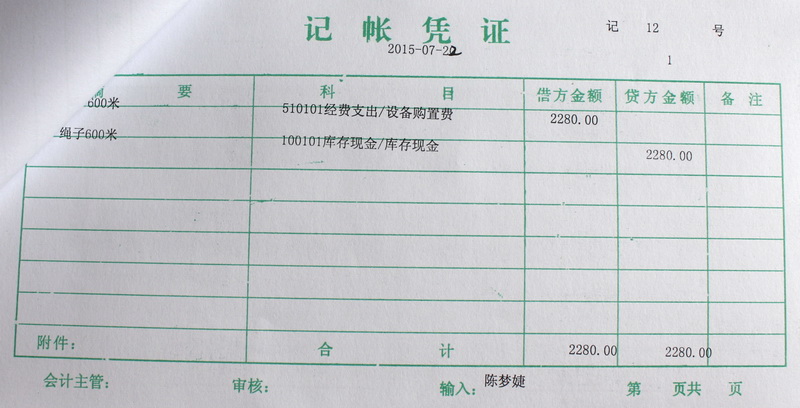 记帐凭证
记 12 号
2015-07-22
1
要 科目 借方金额 贷方金额 备注
600米 510101经费支出/设备购置费 2280.00
绳子600米 100101库存现金/库存现金 2280.00
附件: 合计 2280.00 2280.00
会计主管: 审核: 输入: 陈梦婕 第 页共 页